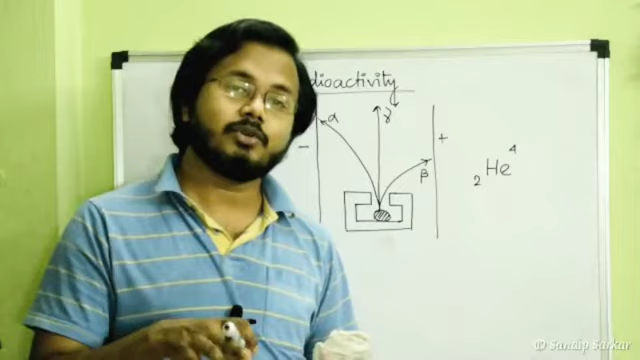 dioactivity
α
γ
β
−
+
₂He⁴
© Sandip Sarkar